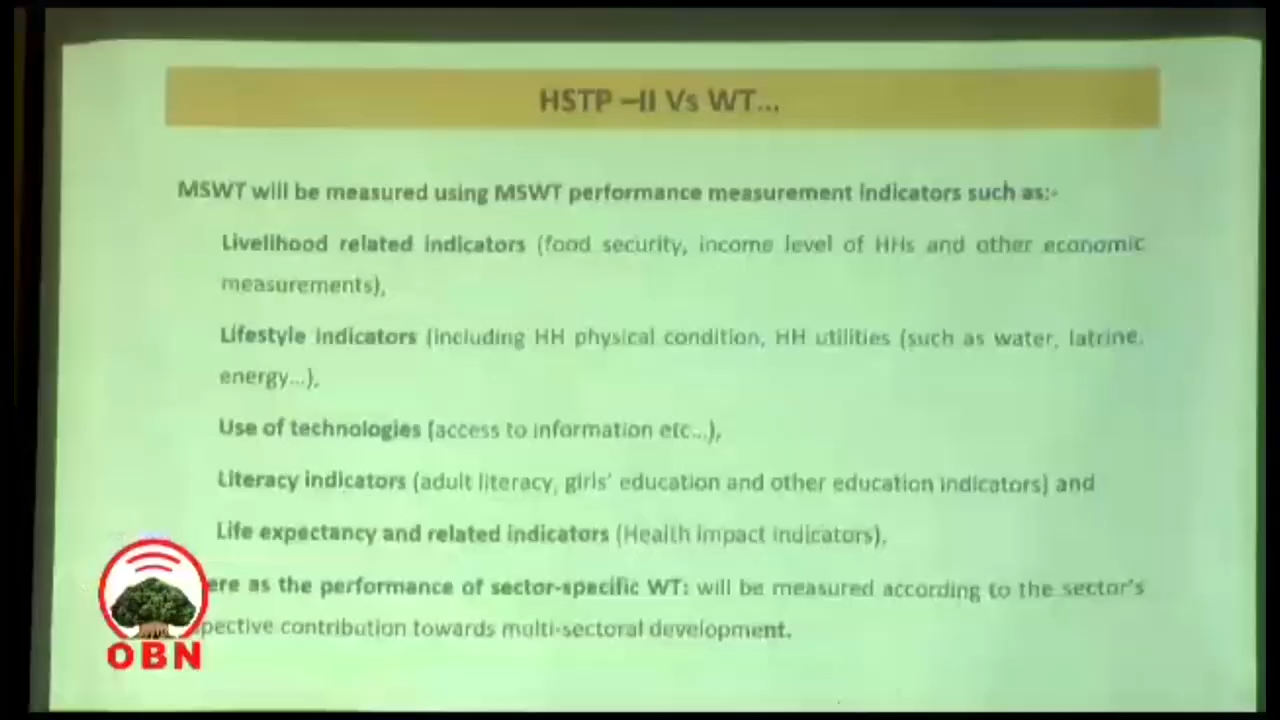 HSTP –II Vs WT...
MSWT will be measured using MSWT performance measurement indicators such as:-
Livelihood related indicators (food security, income level of HHs and other economic
measurements),
Lifestyle indicators (including HH physical condition, HH utilities (such as water, latrine,
energy...),
Use of technologies (access to information etc...),
Literacy indicators (adult literacy, girls' education and other education indicators) and
Life expectancy and related indicators (Health impact indicators),
ere as the performance of sector-specific WT: will be measured according to the sector's
pective contribution towards multi-sectoral development.
OBN